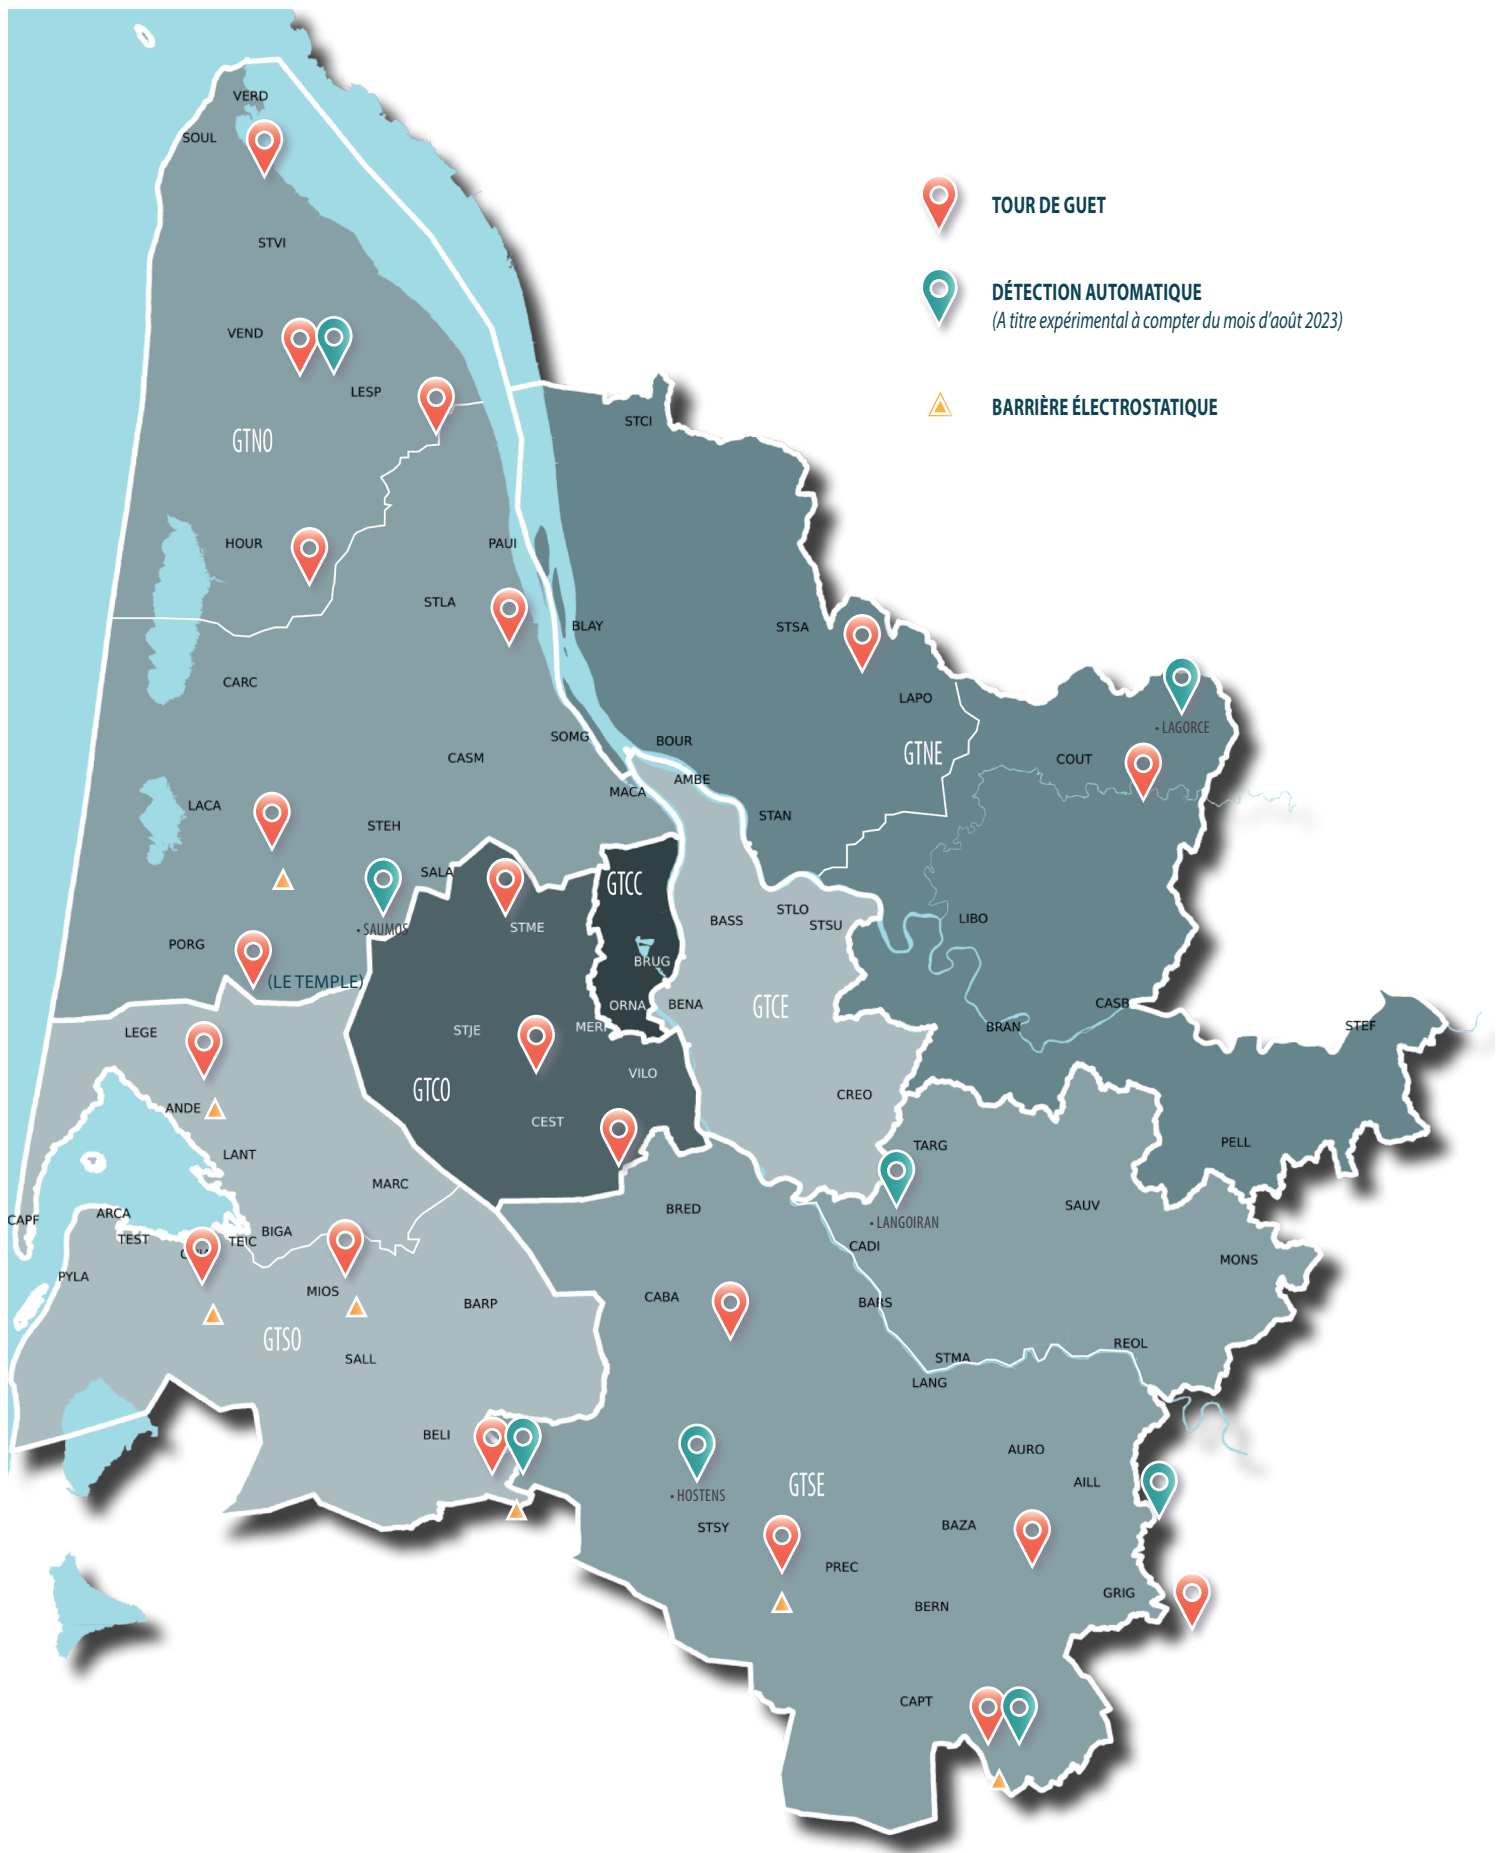 VERD
SOUL
TOUR DE GUET
STVI
DÉTECTION AUTOMATIQUE
(A titre expérimental à compter du mois d'août 2023)
VEND
LESP
BARRIÈRE ÉLECTROSTATIQUE
STCI
GTNO
HOUR
PAUI
STLA
BLAY
STSA
CARC
LAPO
• LAGORCE
SOMG
BOUR
GTNE
CASM
COUT
AMBE
MACA
LACA
STAN
STEH
SALA
GTCC
STLO
BASS
LIBO
STSU
STME
• SAUMOS
PORG
BRUG
(LE TEMPLE)
ORNA
BENA
GTCE
CASB
LEGE
STJE
MERI
BRAN
STEF
VILO
GTCO
CREO
ANDE
CEST
TARG
PELL
LANT
MARC
BRED
SAUV
ARCA
CAPF
• LANGOIRAN
BIGA
TEST
TEIC
CADI
MONS
PYLA
MIOS
CABA
BARP
BARS
GTSO
REOL
SALL
STMA
LANG
BELI
AURO
GTSE
AILL
• HOSTENS
STSY
BAZA
PREC
GRIG
BERN
CAPT